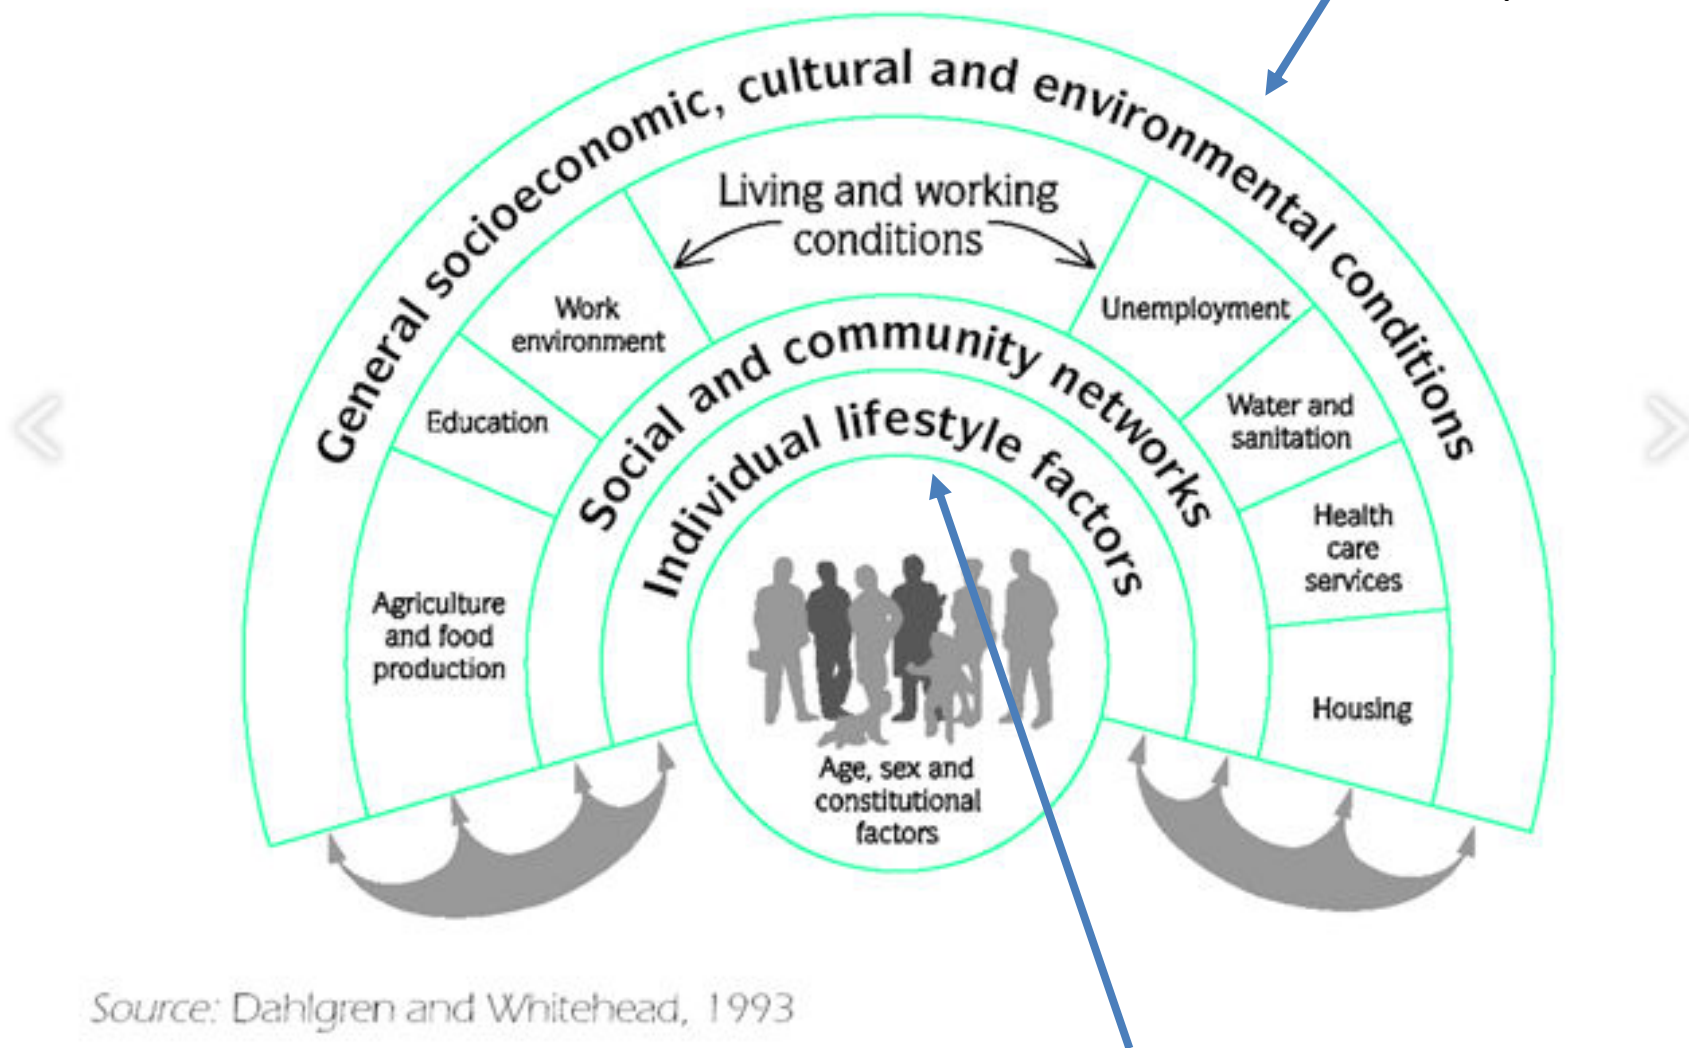 General socioeconomic, cultural and environmental conditions
Living and working
conditions
Work
environment
Unemployment
Education
Water and
sanitation
Agriculture
and food
production
Health
care
services
Housing
Social and community networks
Individual lifestyle factors
Age, sex and
constitutional
factors
Source: Dahlgren and Whitehead, 1993